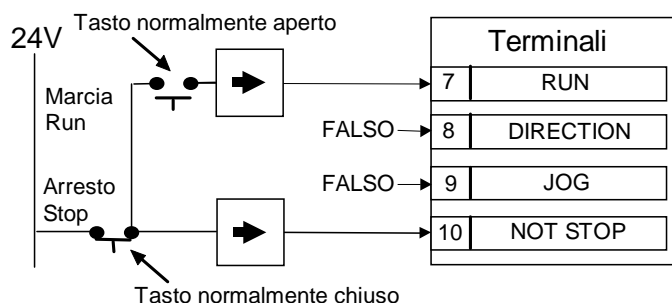 Tasto normalmente aperto
24V
Terminali
7 RUN
Marcia
Run
FALSO 8 DIRECTION
FALSO 9 JOG
Arresto
Stop
10 NOT STOP
Tasto normalmente chiuso